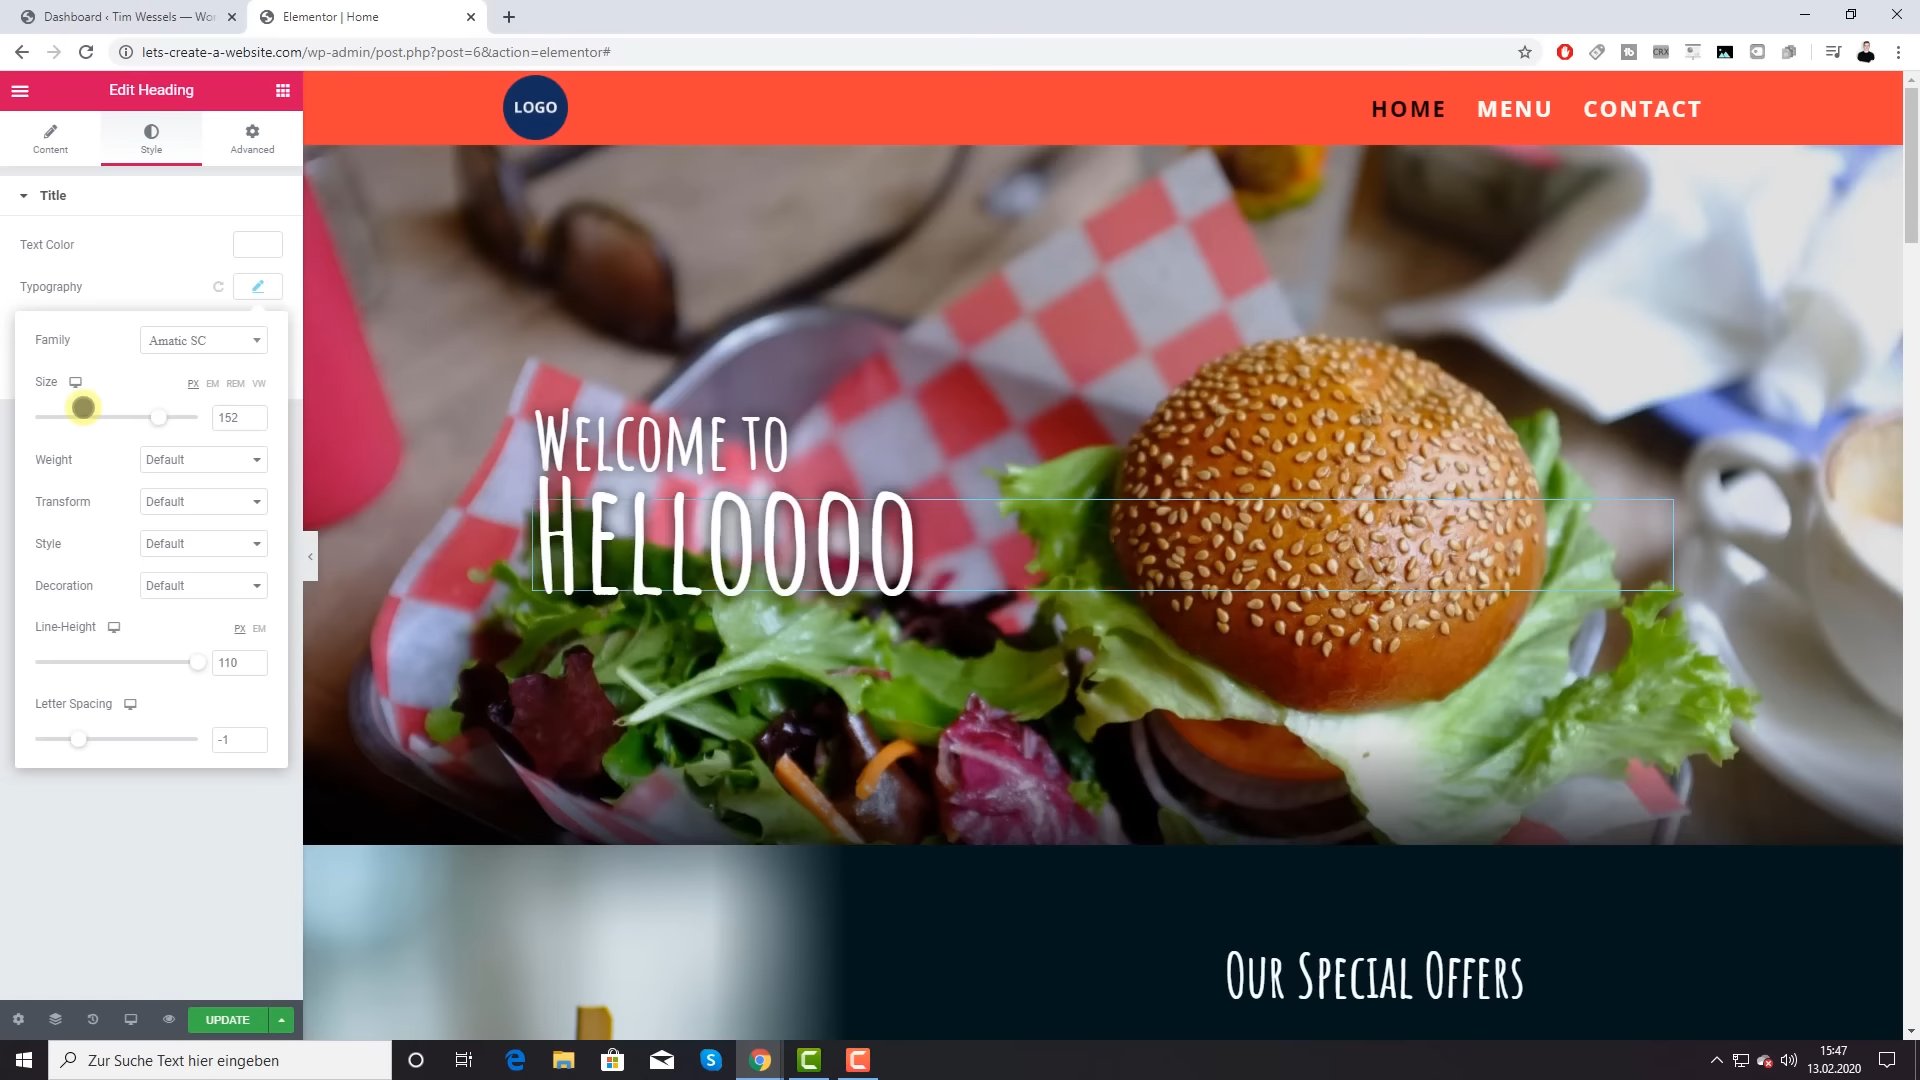 Dashboard ‹ Tim Wessels — Wor
Elementor | Home
lets-create-a-website.com/wp-admin/post.php?post=6&action=elementor#
Edit Heading
Content
Style
Advanced
Title
Text Color
Typography
Family
Amatic SC
Size
PX EM REM VW
152
Weight
Default
Transform
Default
Style
Default
Decoration
Default
Line-Height
PX EM
110
Letter Spacing
-1
UPDATE
LOGO
HOME
MENU
CONTACT
Welcome to
Helloooo
Our Special Offers
Zur Suche Text hier eingeben
15:47
13.02.2020